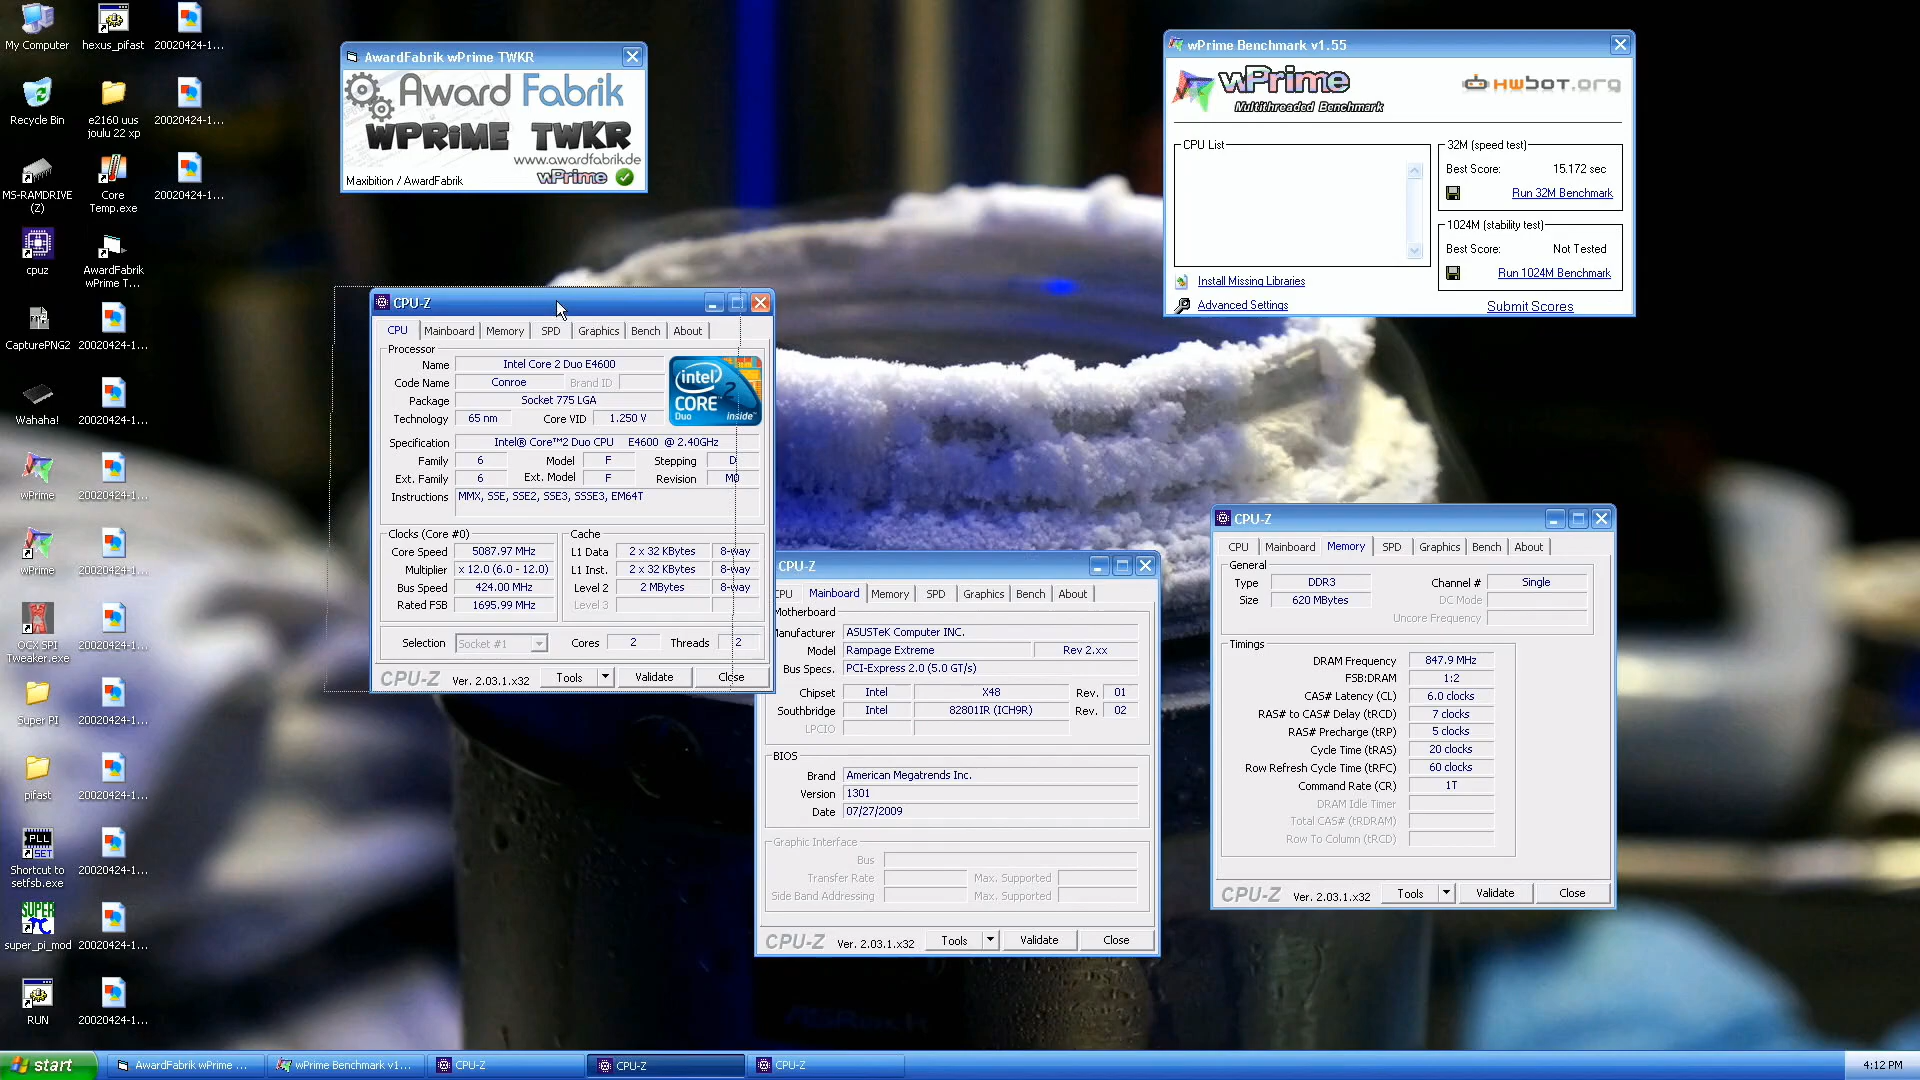 My Computer
hexus_pifast
20020424-1...
Recycle Bin
e2160 uus
joulu 22 xp
20020424-1...
MS-RAMDRIVE
(Z)
Core
Temp.exe
20020424-1...
cpuz
AwardFabrik
wPrime T...
CapturePNG2
20020424-1...
Wahaha!
20020424-1...
wPrime
20020424-1...
wPrime
20020424-1...
OCX SPI
Tweaker.exe
20020424-1...
Super PI
20020424-1...
pifast
20020424-1...
PLL
SET
Shortcut to
setfsb.exe
20020424-1...
SUPER
super_pi_mod
20020424-1...
RUN
20020424-1...
AwardFabrik wPrime TWKR
Award Fabrik
WPRIME TWKR
www.awardfabrik.de
Maxibition / AwardFabrik
wPrime
wPrime Benchmark v1.55
wPrime
Multithreaded Benchmark
HWBOT.ORG
CPU List
32M (speed test)
Best Score: 15.172 sec
Run 32M Benchmark
1024M (stability test)
Best Score: Not Tested
Run 1024M Benchmark
Install Missing Libraries
Advanced Settings
Submit Scores
CPU-Z
CPU Mainboard Memory SPD Graphics Bench About
Processor
Name Intel Core 2 Duo E4600
Code Name Conroe Brand ID
Package Socket 775 LGA
Technology 65 nm Core VID 1.250 V
intel
CORE 2
Duo inside™
Specification Intel® Core™2 Duo CPU E4600 @ 2.40GHz
Family 6 Model F Stepping D
Ext. Family 6 Ext. Model F Revision M0
Instructions MMX, SSE, SSE2, SSE3, SSSE3, EM64T
Clocks (Core #0)
Core Speed 5087.97 MHz
Multiplier x 12.0 (6.0 - 12.0)
Bus Speed 424.00 MHz
Rated FSB 1695.99 MHz
Cache
L1 Data 2 x 32 KBytes 8-way
L1 Inst. 2 x 32 KBytes 8-way
Level 2 2 MBytes 8-way
Level 3
Selection Socket #1 Cores 2 Threads 2
CPU-Z Ver. 2.03.1.x32 Tools Validate Close
CPU-Z
CPU Mainboard Memory SPD Graphics Bench About
Motherboard
Manufacturer ASUSTeK Computer INC.
Model Rampage Extreme Rev 2.xx
Bus Specs. PCI-Express 2.0 (5.0 GT/s)
Chipset Intel X48 Rev. 01
Southbridge Intel 82801IR (ICH9R) Rev. 02
LPCIO
BIOS
Brand American Megatrends Inc.
Version 1301
Date 07/27/2009
Graphic Interface
Bus
Transfer Rate Max. Supported
Side Band Addressing Max. Supported
CPU-Z Ver. 2.03.1.x32 Tools Validate Close
CPU-Z
CPU Mainboard Memory SPD Graphics Bench About
General
Type DDR3 Channel # Single
Size 620 MBytes DC Mode
Uncore Frequency
Timings
DRAM Frequency 847.9 MHz
FSB:DRAM 1:2
CAS# Latency (CL) 6.0 clocks
RAS# to CAS# Delay (tRCD) 7 clocks
RAS# Precharge (tRP) 5 clocks
Cycle Time (tRAS) 20 clocks
Row Refresh Cycle Time (tRFC) 60 clocks
Command Rate (CR) 1T
DRAM Idle Timer
Total CAS# (tRDRAM)
Row To Column (tRCD)
CPU-Z Ver. 2.03.1.x32 Tools Validate Close
start
AwardFabrik wPrime ...
wPrime Benchmark v1...
CPU-Z
CPU-Z
CPU-Z
4:12 PM